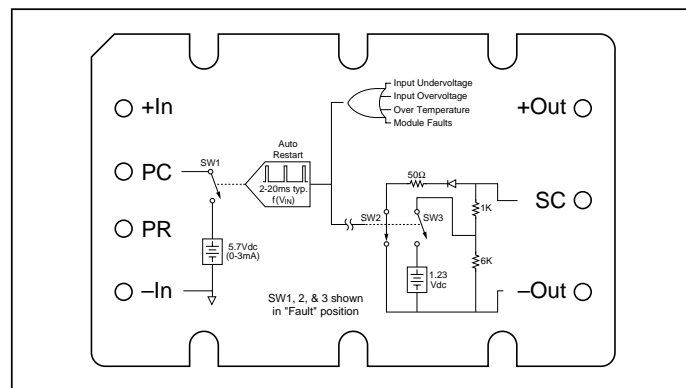 Input Undervoltage
Input Overvoltage
Over Temperature
Module Faults
+In
+Out
PC
SW1
Auto
Restart
2-20ms typ.
f(VIN)
50Ω
SC
1K
PR
SW2
SW3
5.7Vdc
(0-3mA)
6K
1.23
Vdc
–In
–Out
SW1, 2, & 3 shown
in "Fault" position